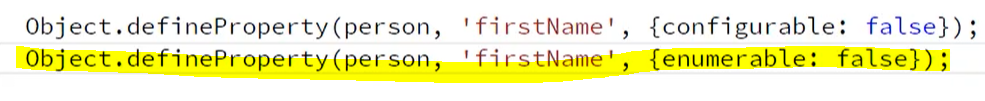 Object.defineProperty(person, 'firstName', {configurable: false});
Object.defineProperty(person, 'firstName', {enumerable: false});